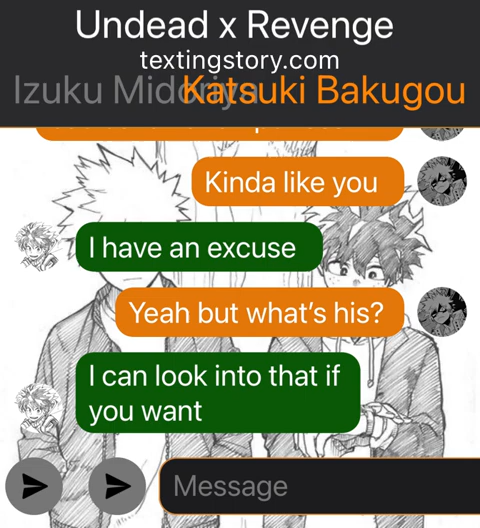 Undead x Revenge
textingstory.com
Izuku Midoriya Katsuki Bakugou
Kinda like you
I have an excuse
Yeah but what's his?
I can look into that if
you want
Message